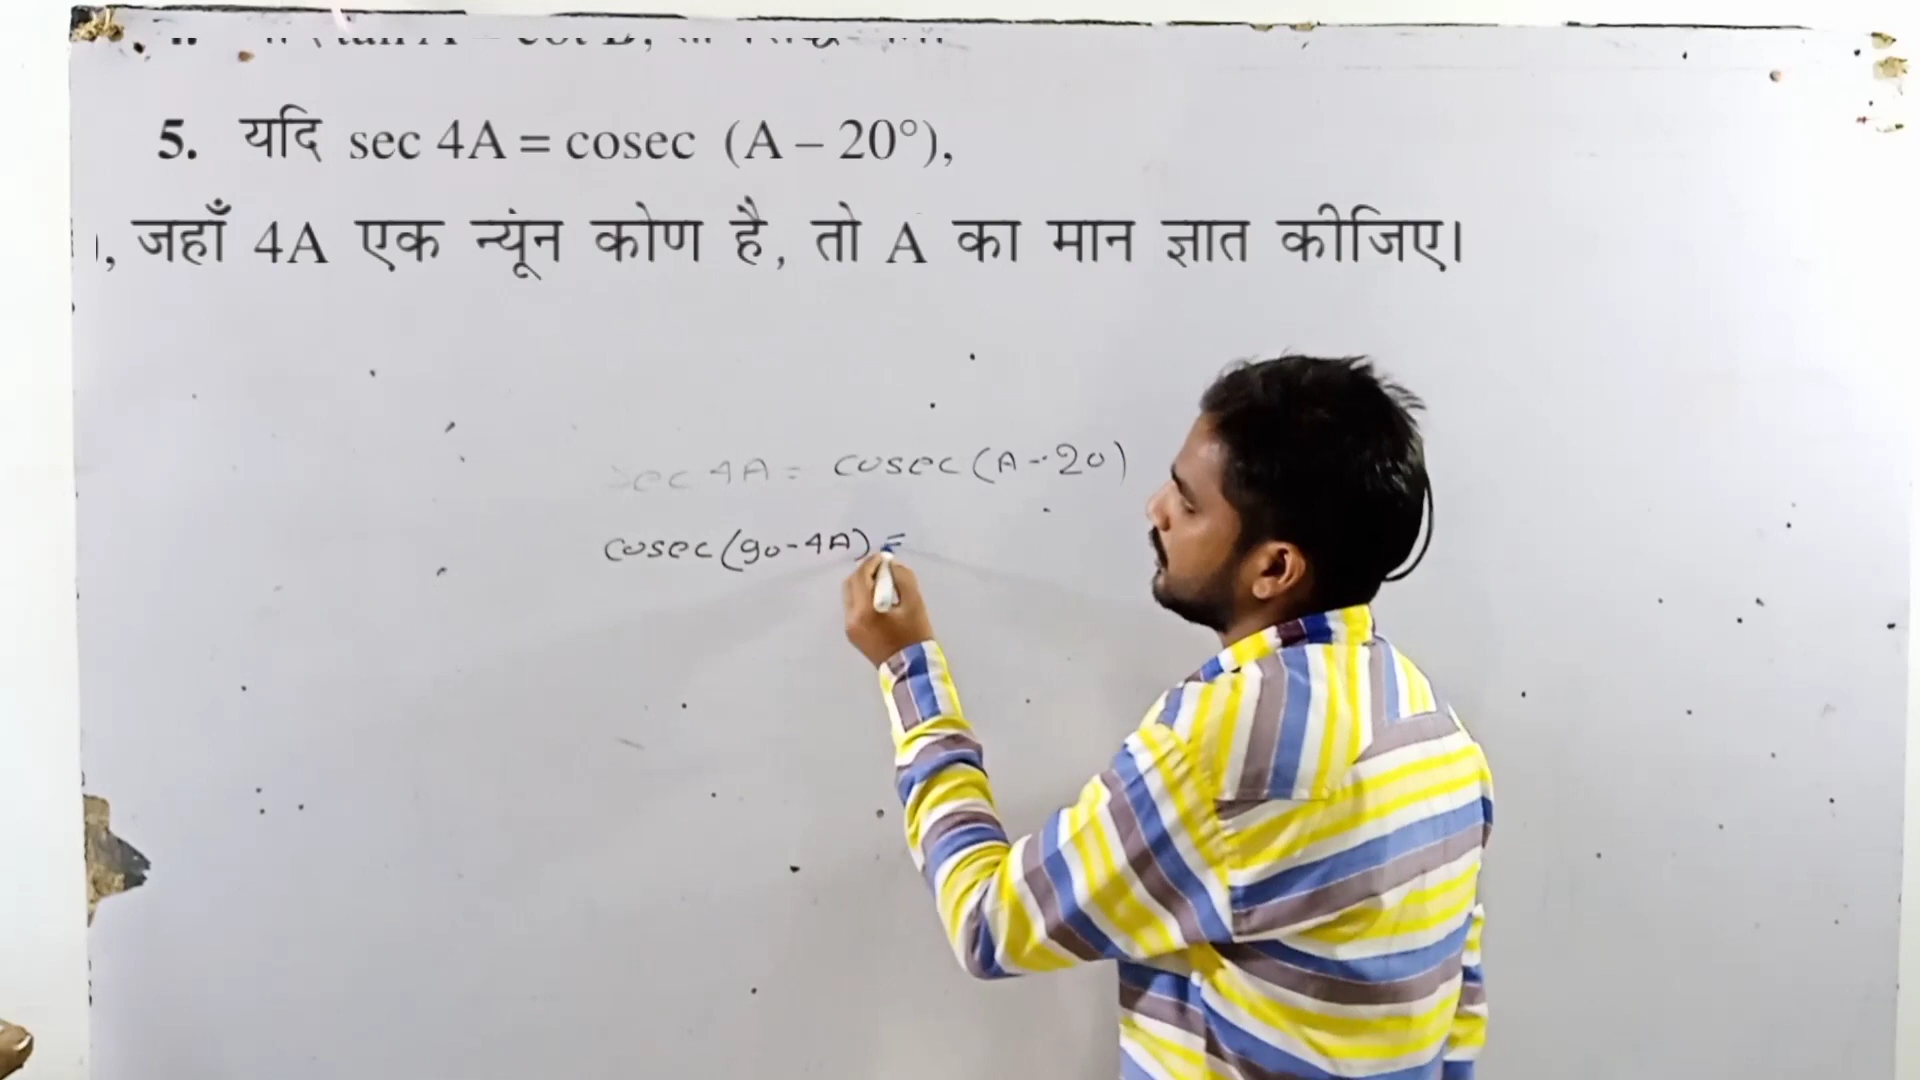 5. यदि sec 4A = cosec (A – 20°),
, जहाँ 4A एक न्यूंन कोण है, तो A का मान ज्ञात कीजिए।
sec 4A = cosec (A - 20)
cosec (90 - 4A) =